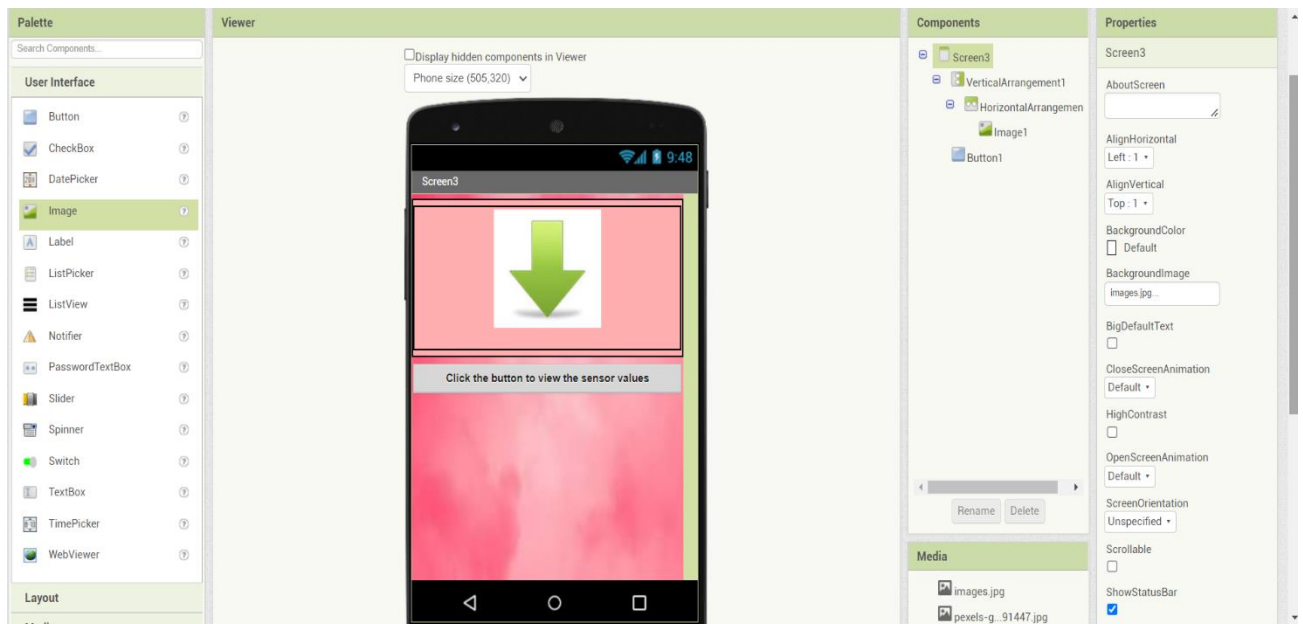 Palette
Search Components...
User Interface
Button
CheckBox
DatePicker
Image
Label
ListPicker
ListView
Notifier
PasswordTextBox
Slider
Spinner
Switch
TextBox
TimePicker
WebViewer
Layout
Viewer
Display hidden components in Viewer
Phone size (505,320)
9:48
Screen3
Click the button to view the sensor values
Components
Screen3
VerticalArrangement1
HorizontalArrangemen
Image1
Button1
Rename Delete
Media
images.jpg
pexels-g...91447.jpg
Properties
Screen3
AboutScreen
AlignHorizontal
Left : 1
AlignVertical
Top : 1
BackgroundColor
Default
BackgroundImage
images.jpg...
BigDefaultText
CloseScreenAnimation
Default
HighContrast
OpenScreenAnimation
Default
ScreenOrientation
Unspecified
Scrollable
ShowStatusBar